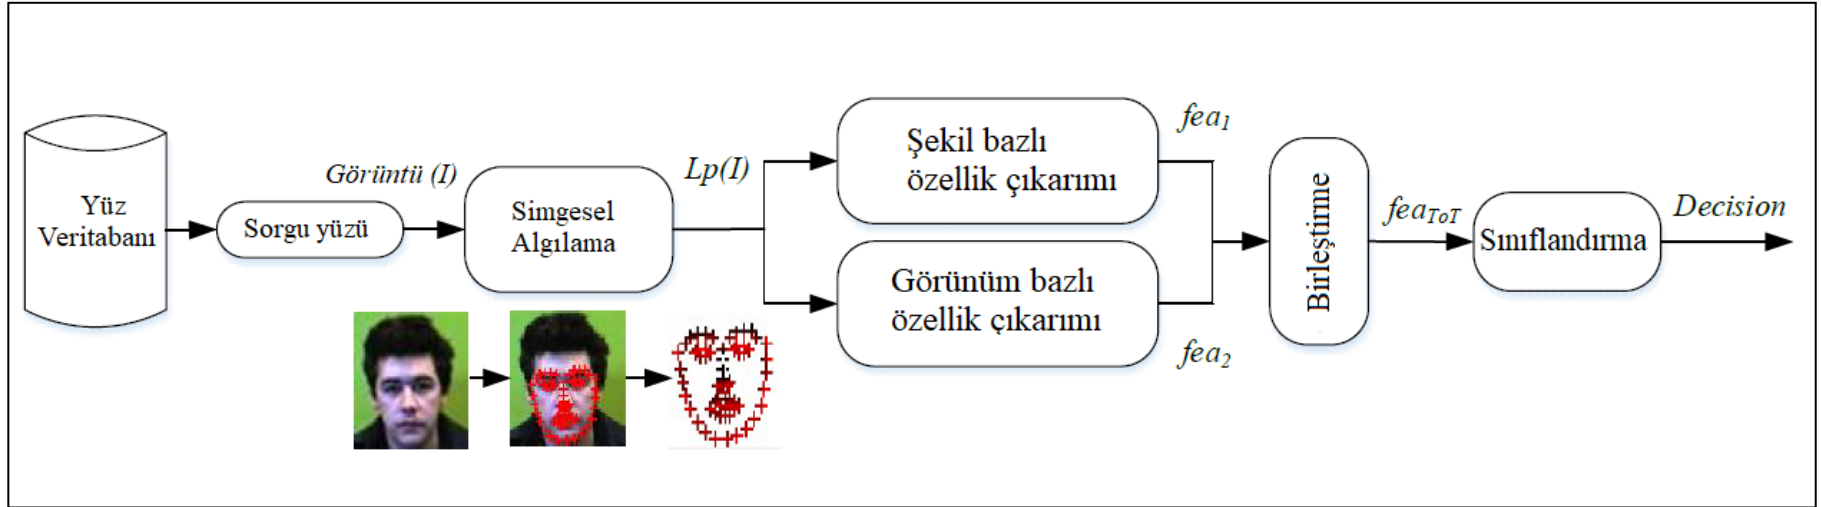 Yüz
Veritabanı
Sorgu yüzü
Görüntü (I)
Simgesel
Algılama
Lp(I)
Şekil bazlı
özellik çıkarımı
Görünüm bazlı
özellik çıkarımı
fea1
fea2
Birleştirme
feaToT
Sınıflandırma
Decision